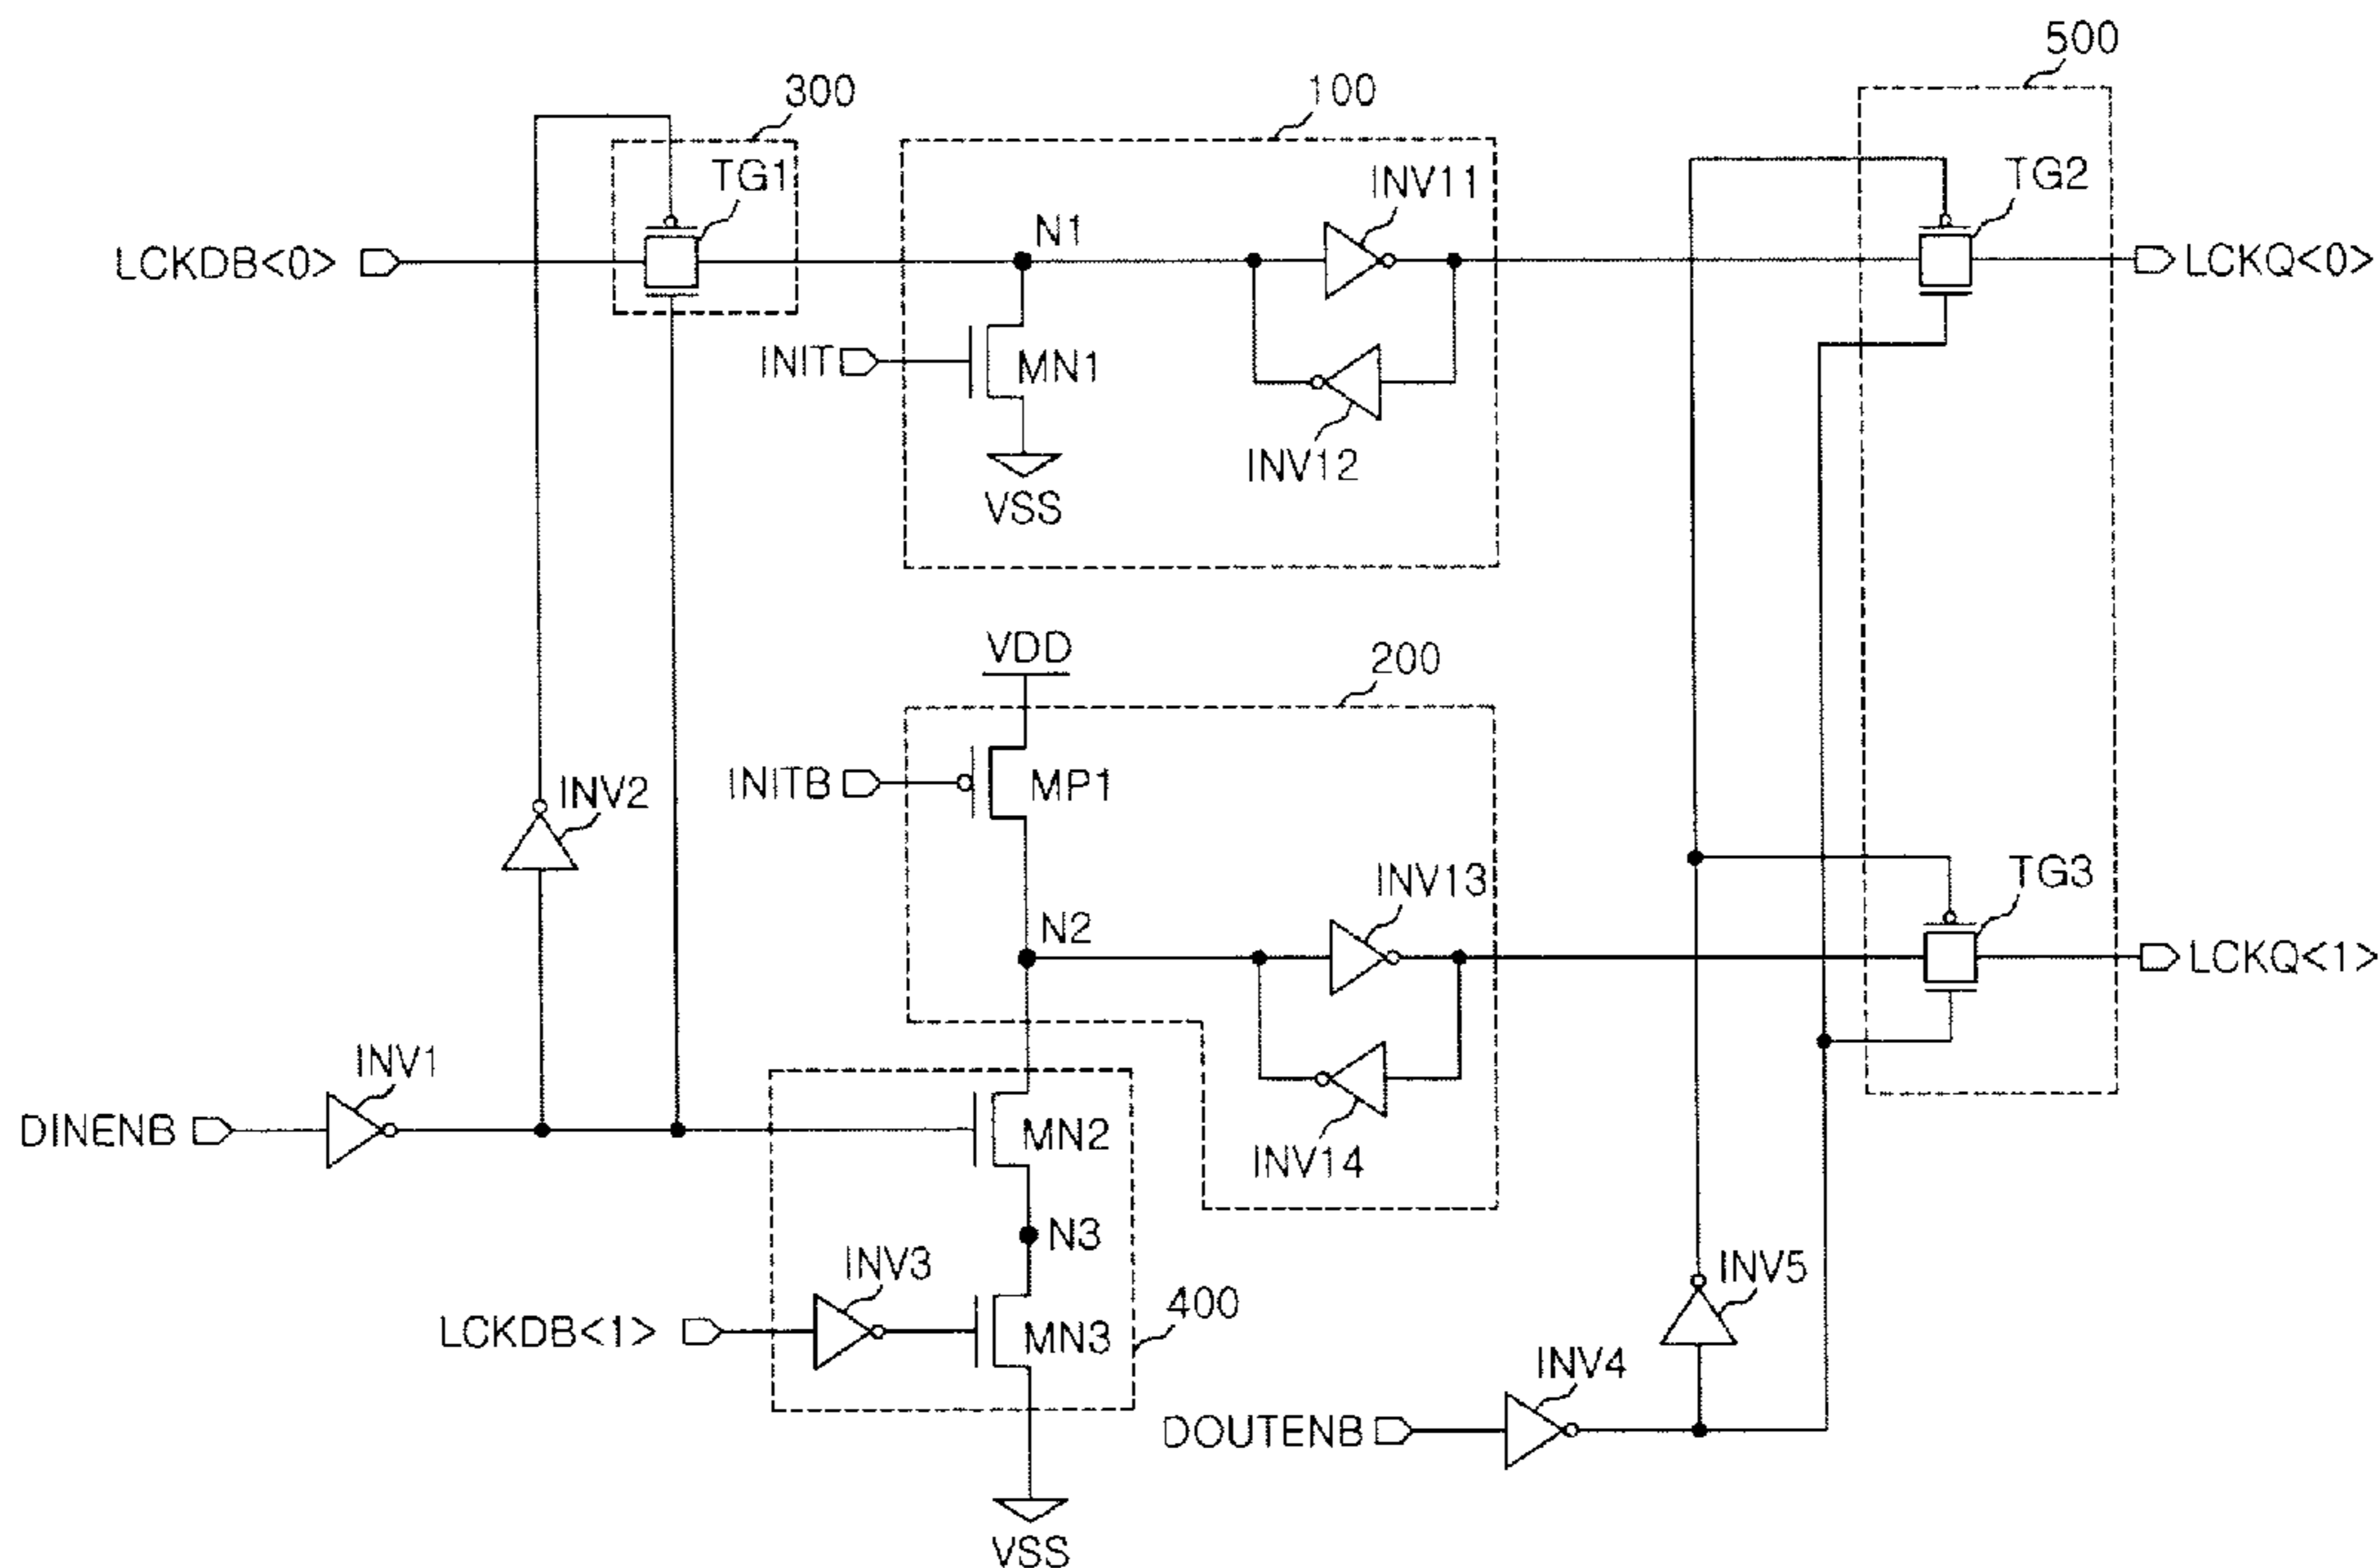 500
300
100
TG1
INV11
TG2
N1
LCKDB<0>
LCKQ<0>
INIT
MN1
INV12
VSS
VDD
200
INITB
MP1
INV2
INV13
TG3
N2
LCKQ<1>
INV1
DINENB
MN2
INV14
N3
INV3
INV5
400
LCKDB<1>
MN3
INV4
DOUTENB
VSS